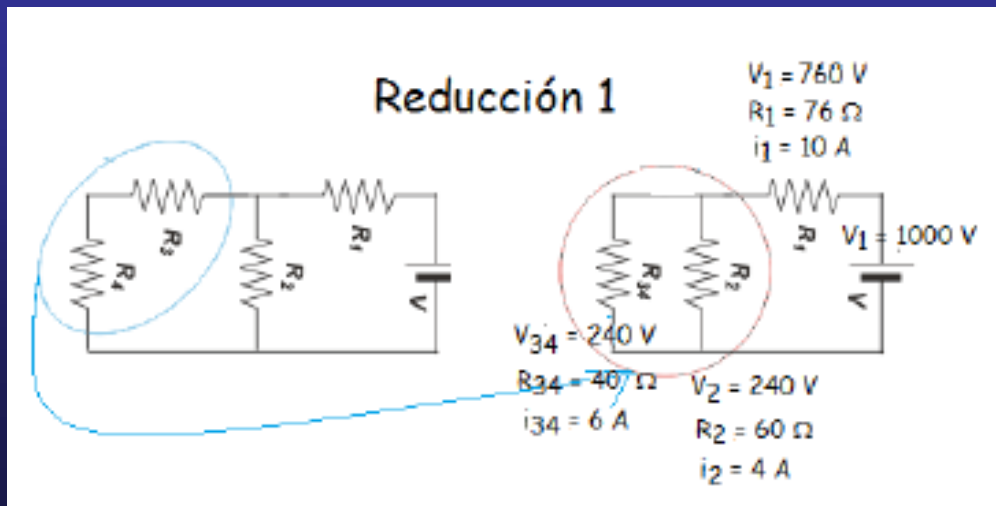 Reducción 1
V1 = 760 V
R1 = 76 Ω
i1 = 10 A
R3
R1
R4
R2
V
R1
V1 = 1000 V
R34
R2
V
V34 = 240 V
R34 = 40 Ω
i34 = 6 A
V2 = 240 V
R2 = 60 Ω
i2 = 4 A